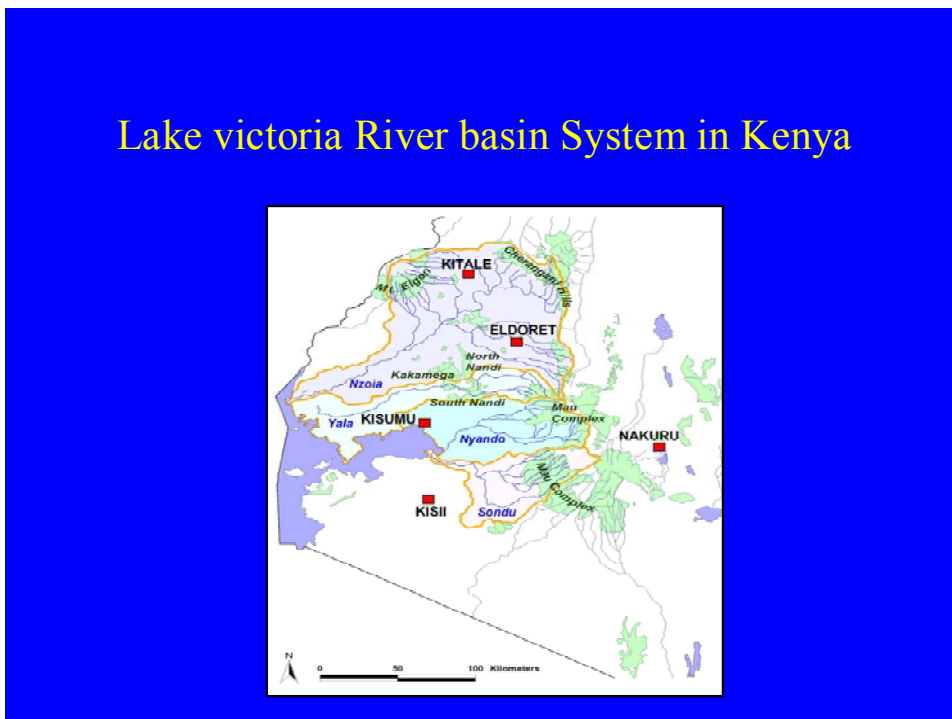 Lake victoria River basin System in Kenya
KITALE
Cherangani Hills
Mt. Elgon
ELDORET
North
Nandi
Kakamega
Nzoia
South Nandi
Mau
Complex
Yala
KISUMU
Nyando
NAKURU
Mau Complex
KISII
Sondu
N
0 50 100 Kilometers